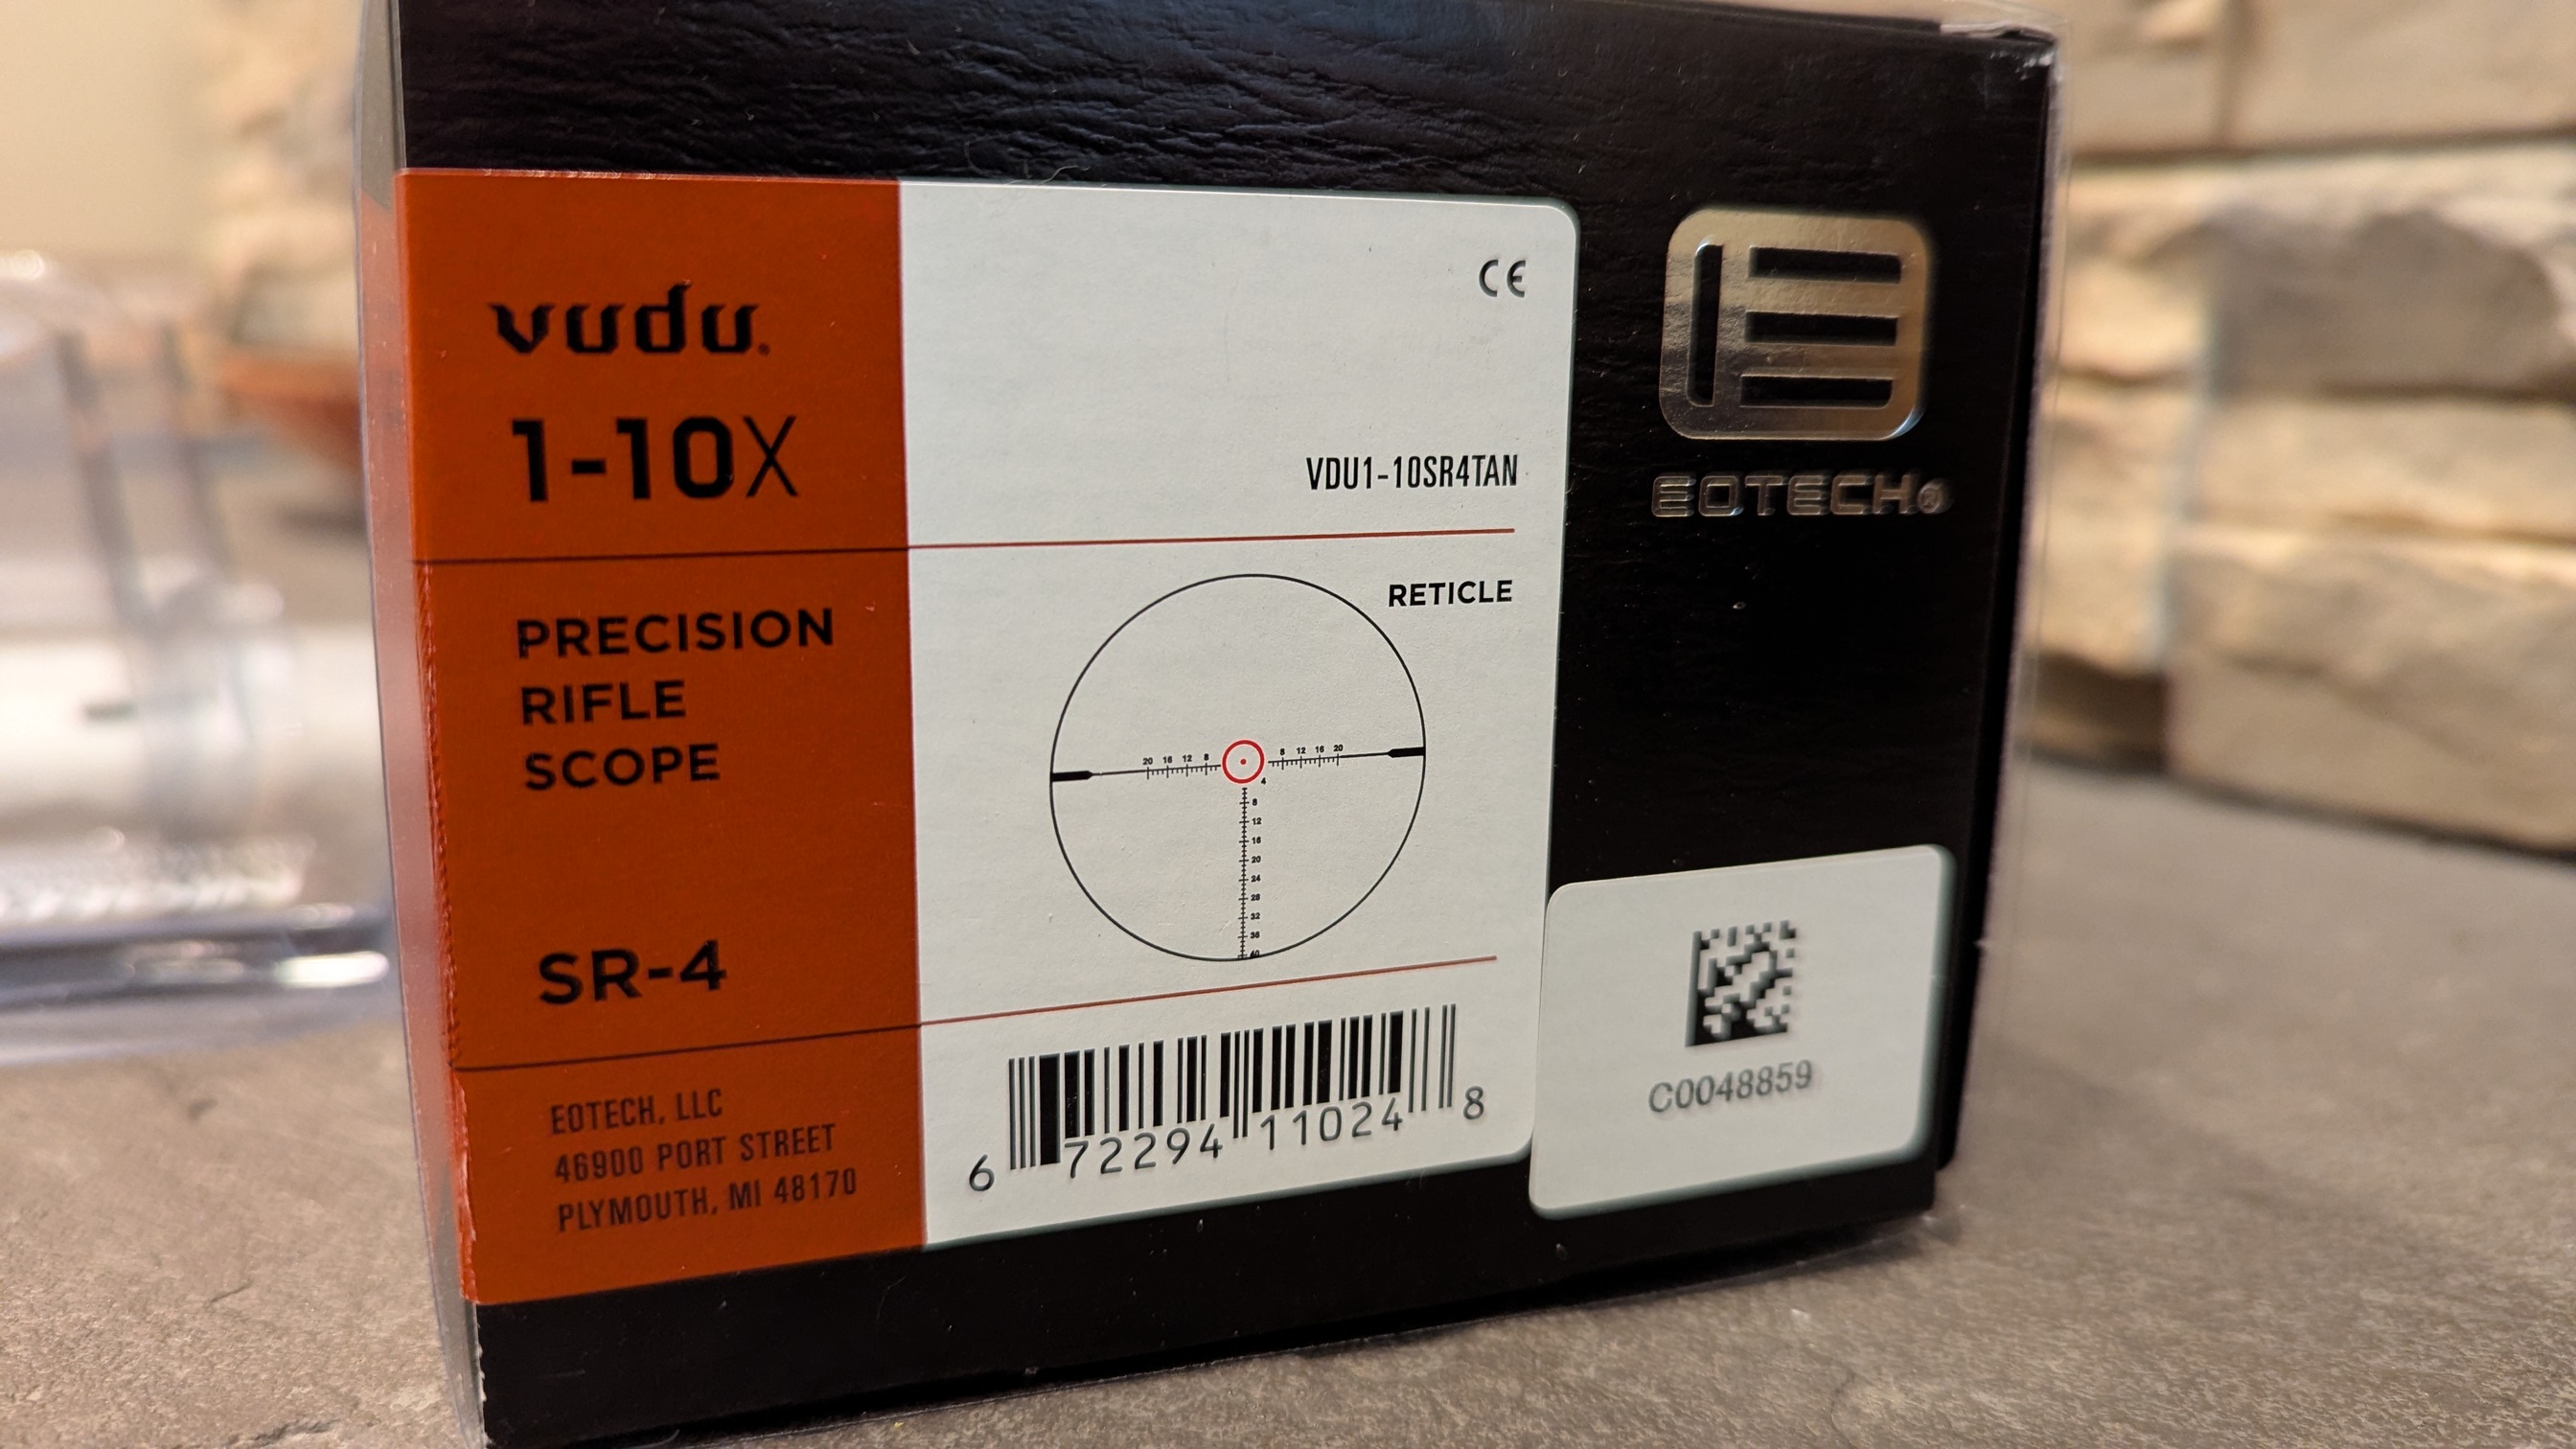 vudu®
1-10X
PRECISION
RIFLE
SCOPE
SR-4
EOTECH, LLC
46900 PORT STREET
PLYMOUTH, MI 48170
CE
VDU1-10SR4TAN
RETICLE
20 16 12 8 8 12 16 20
4
8
12
16
20
24
28
32
36
40
6 72294 11024 8
E
EOTECH®
C0048859